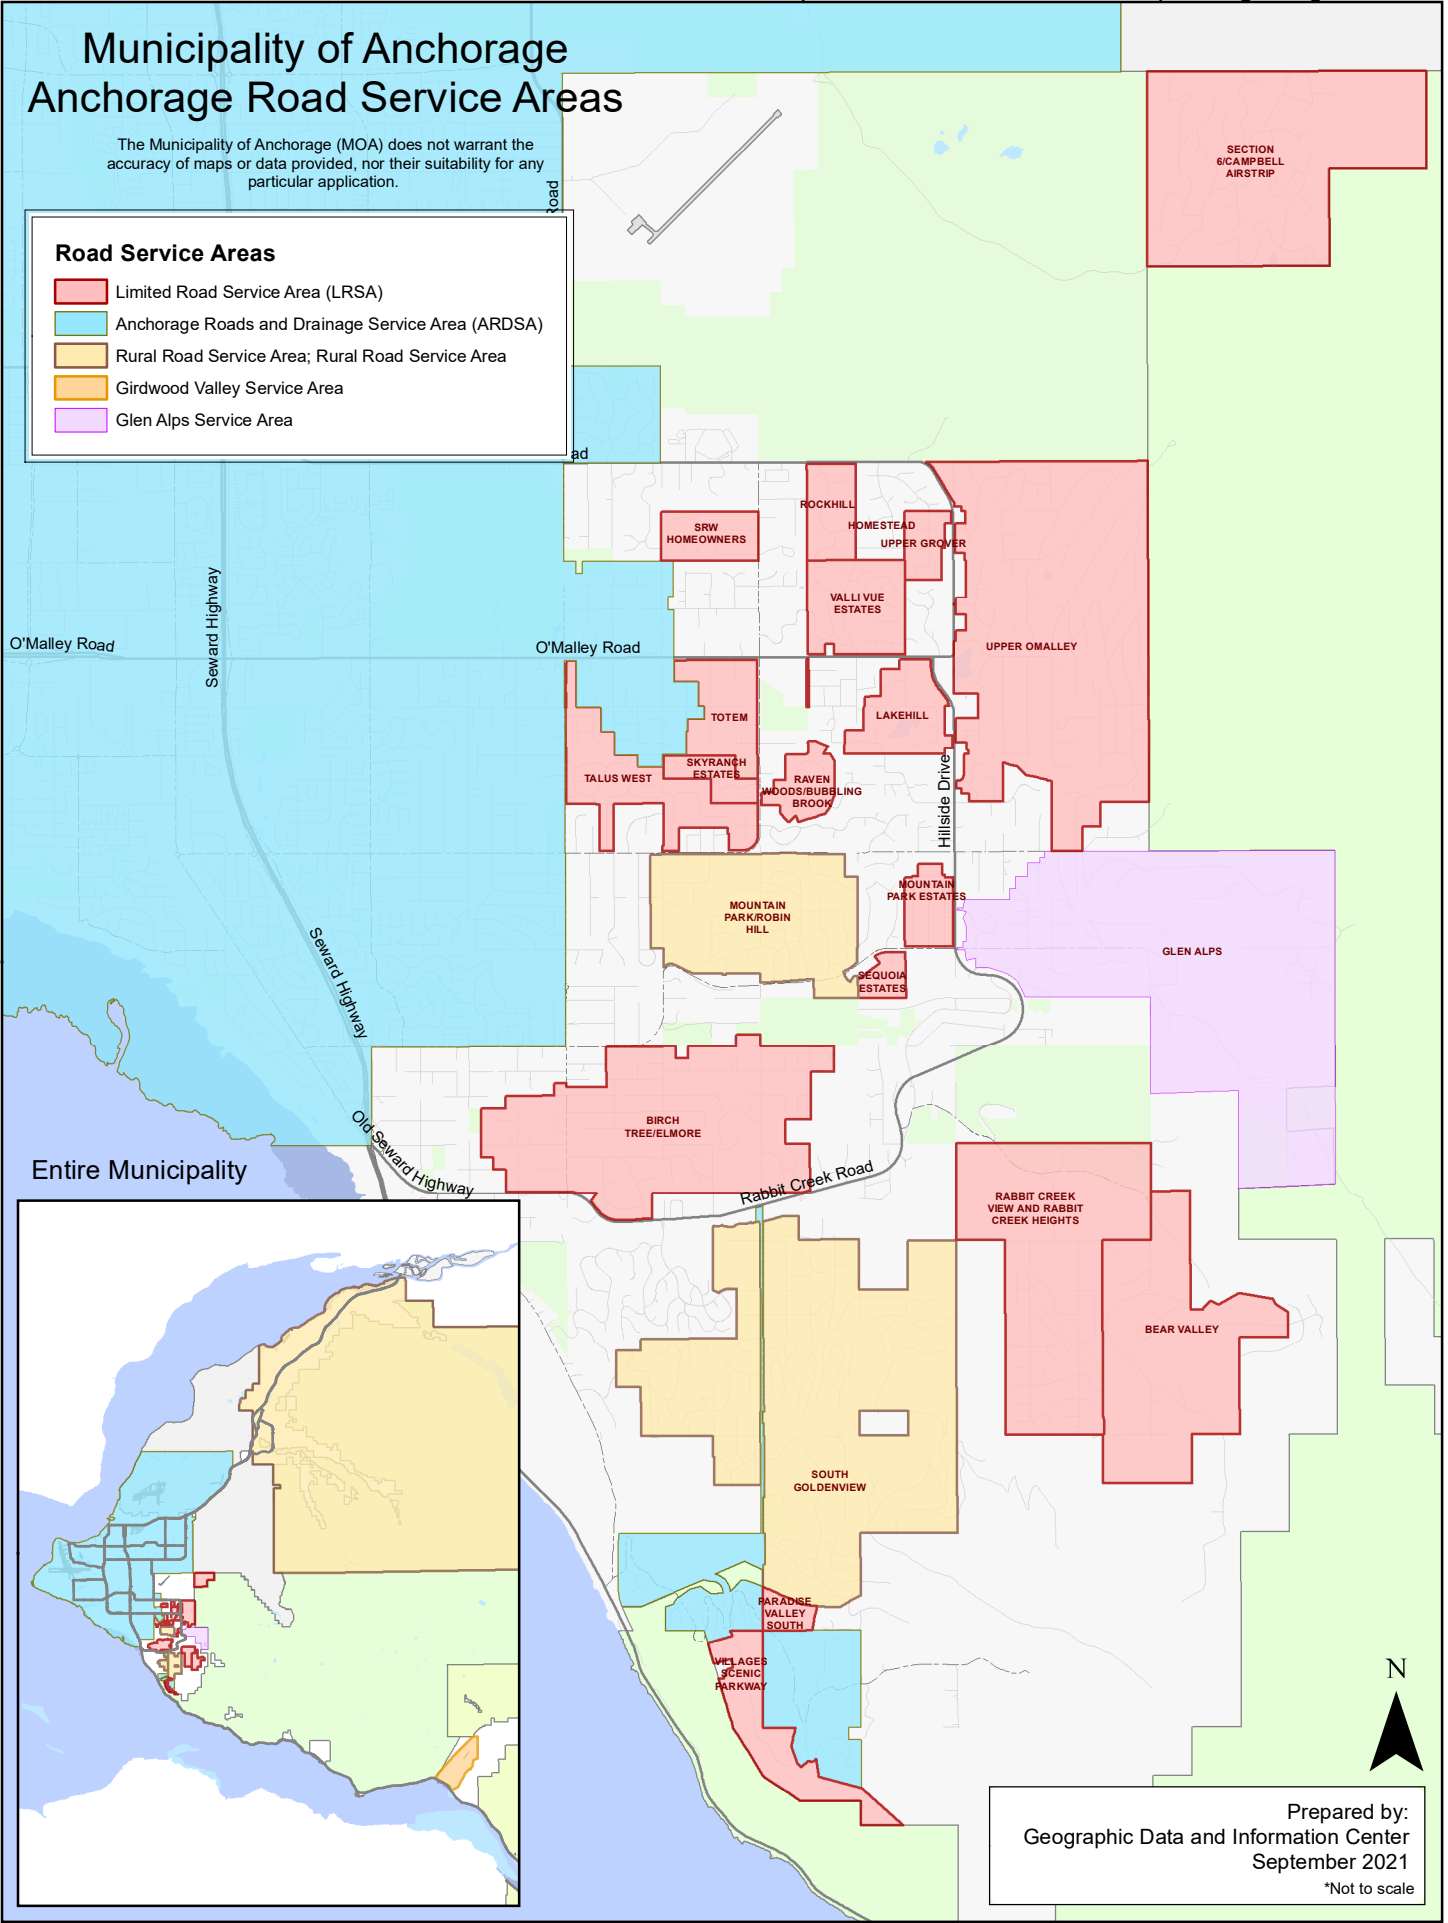 Municipality of Anchorage
Anchorage Road Service Areas
The Municipality of Anchorage (MOA) does not warrant the
accuracy of maps or data provided, nor their suitability for any
particular application.
Road
Road Service Areas
Limited Road Service Area (LRSA)
Anchorage Roads and Drainage Service Area (ARDSA)
Rural Road Service Area; Rural Road Service Area
Girdwood Valley Service Area
Glen Alps Service Area
ad
SECTION
6/CAMPBELL
AIRSTRIP
ROCKHILL
SRW
HOMEOWNERS
HOMESTEAD
UPPER GROVER
VALLI VUE
ESTATES
Seward Highway
O'Malley Road
O'Malley Road
UPPER OMALLEY
TOTEM
LAKEHILL
SKYRANCH
ESTATES
TALUS WEST
RAVEN
WOODS/BUBBLING
BROOK
Hillside Drive
MOUNTAIN
PARK ESTATES
MOUNTAIN
PARK/ROBIN
HILL
GLEN ALPS
SEQUOIA
ESTATES
Seward Highway
BIRCH
TREE/ELMORE
Old Seward Highway
Rabbit Creek Road
RABBIT CREEK
VIEW AND RABBIT
CREEK HEIGHTS
BEAR VALLEY
SOUTH
GOLDENVIEW
PARADISE
VALLEY
SOUTH
VILLAGES
SCENIC
PARKWAY
Entire Municipality
N
Prepared by:
Geographic Data and Information Center
September 2021
*Not to scale